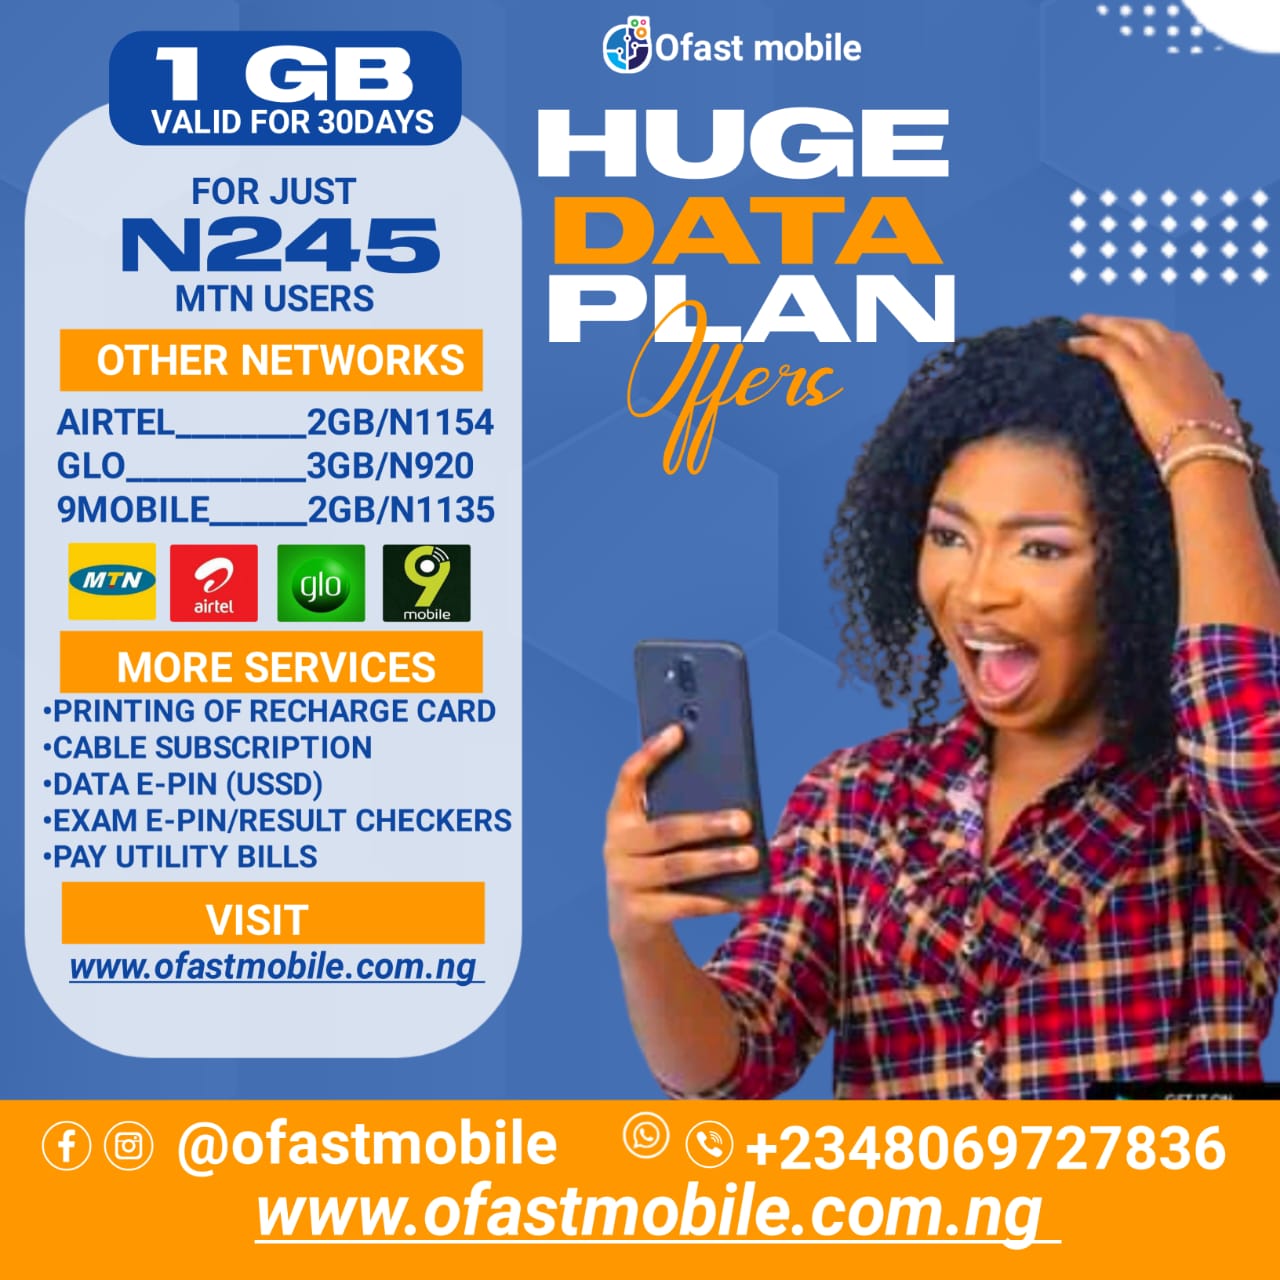 1 GB
VALID FOR 30DAYS
FOR JUST
N245
MTN USERS
OTHER NETWORKS
AIRTEL________2GB/N1154
GLO___________3GB/N920
9MOBILE______2GB/N1135
MTN
airtel
glo
9
mobile
MORE SERVICES
•PRINTING OF RECHARGE CARD
•CABLE SUBSCRIPTION
•DATA E-PIN (USSD)
•EXAM E-PIN/RESULT CHECKERS
•PAY UTILITY BILLS
VISIT
www.ofastmobile.com.ng
Ofast mobile
HUGE
DATA
PLAN
Offers
GET IT ON
@ofastmobile
+2348069727836
www.ofastmobile.com.ng